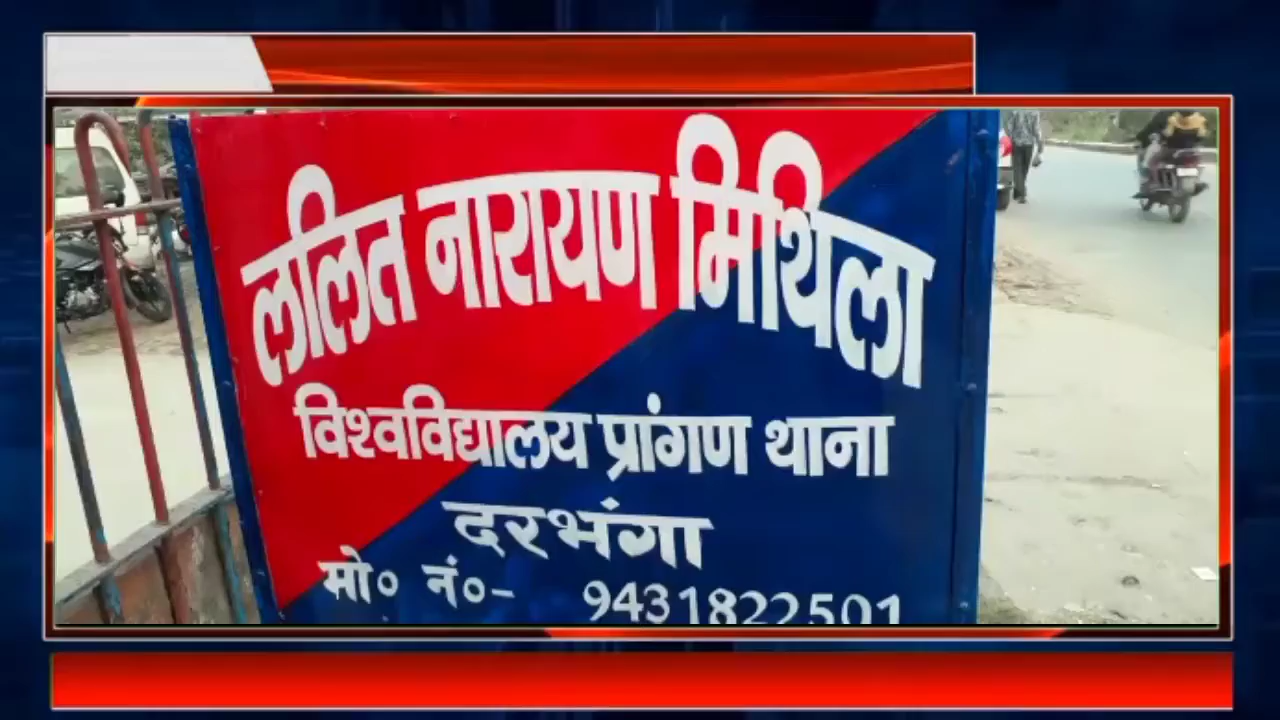 ललित नारायण मिथिला
विश्वविद्यालय प्रांगण थाना
दरभंगा
मो० नं०- 9431822501